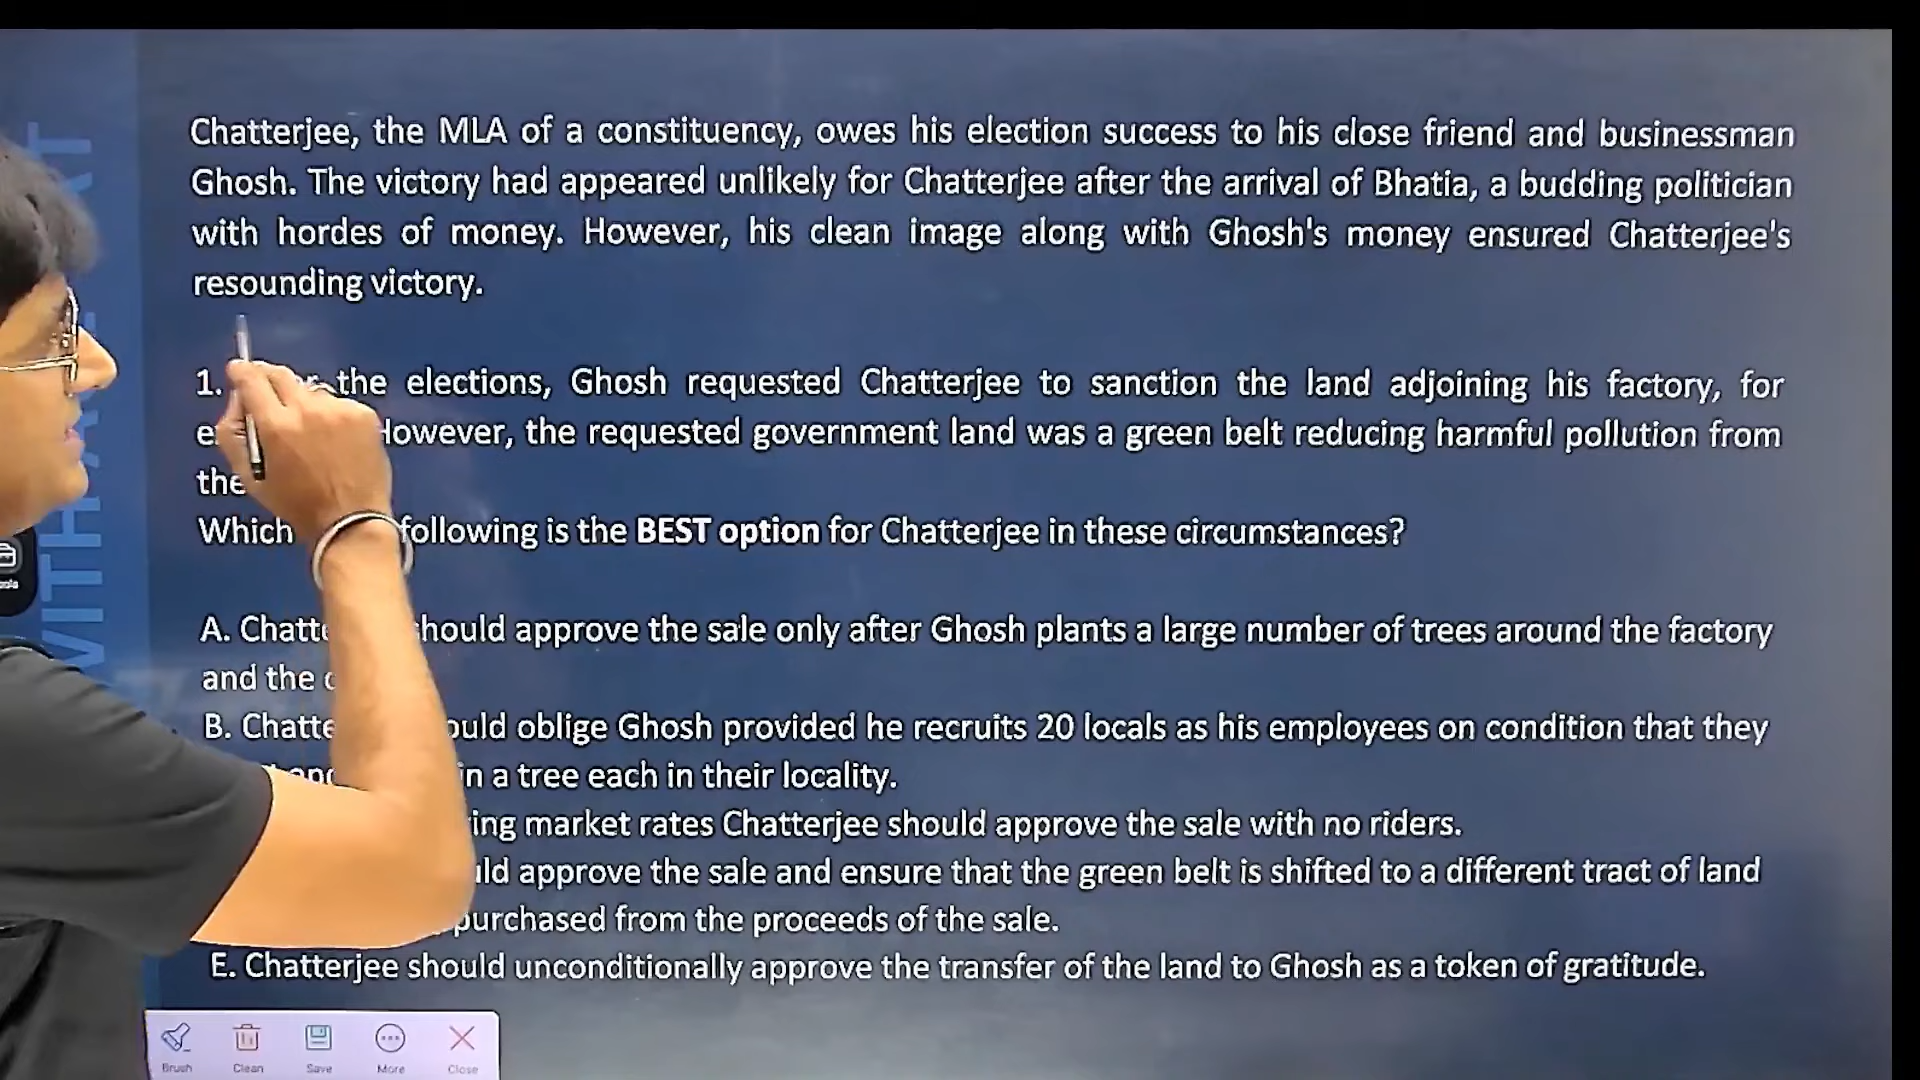 Chatterjee, the MLA of a constituency, owes his election success to his close friend and businessman
Ghosh. The victory had appeared unlikely for Chatterjee after the arrival of Bhatia, a budding politician
with hordes of money. However, his clean image along with Ghosh's money ensured Chatterjee's
resounding victory.
1. the elections, Ghosh requested Chatterjee to sanction the land adjoining his factory, for
However, the requested government land was a green belt reducing harmful pollution from
the
Which following is the BEST option for Chatterjee in these circumstances?
A. should approve the sale only after Ghosh plants a large number of trees around the factory
and the
B. oblige Ghosh provided he recruits 20 locals as his employees on condition that they
in a tree each in their locality.
market rates Chatterjee should approve the sale with no riders.
approve the sale and ensure that the green belt is shifted to a different tract of land
purchased from the proceeds of the sale.
E. Chatterjee should unconditionally approve the transfer of the land to Ghosh as a token of gratitude.
WITH
Brush Clean Save More Close